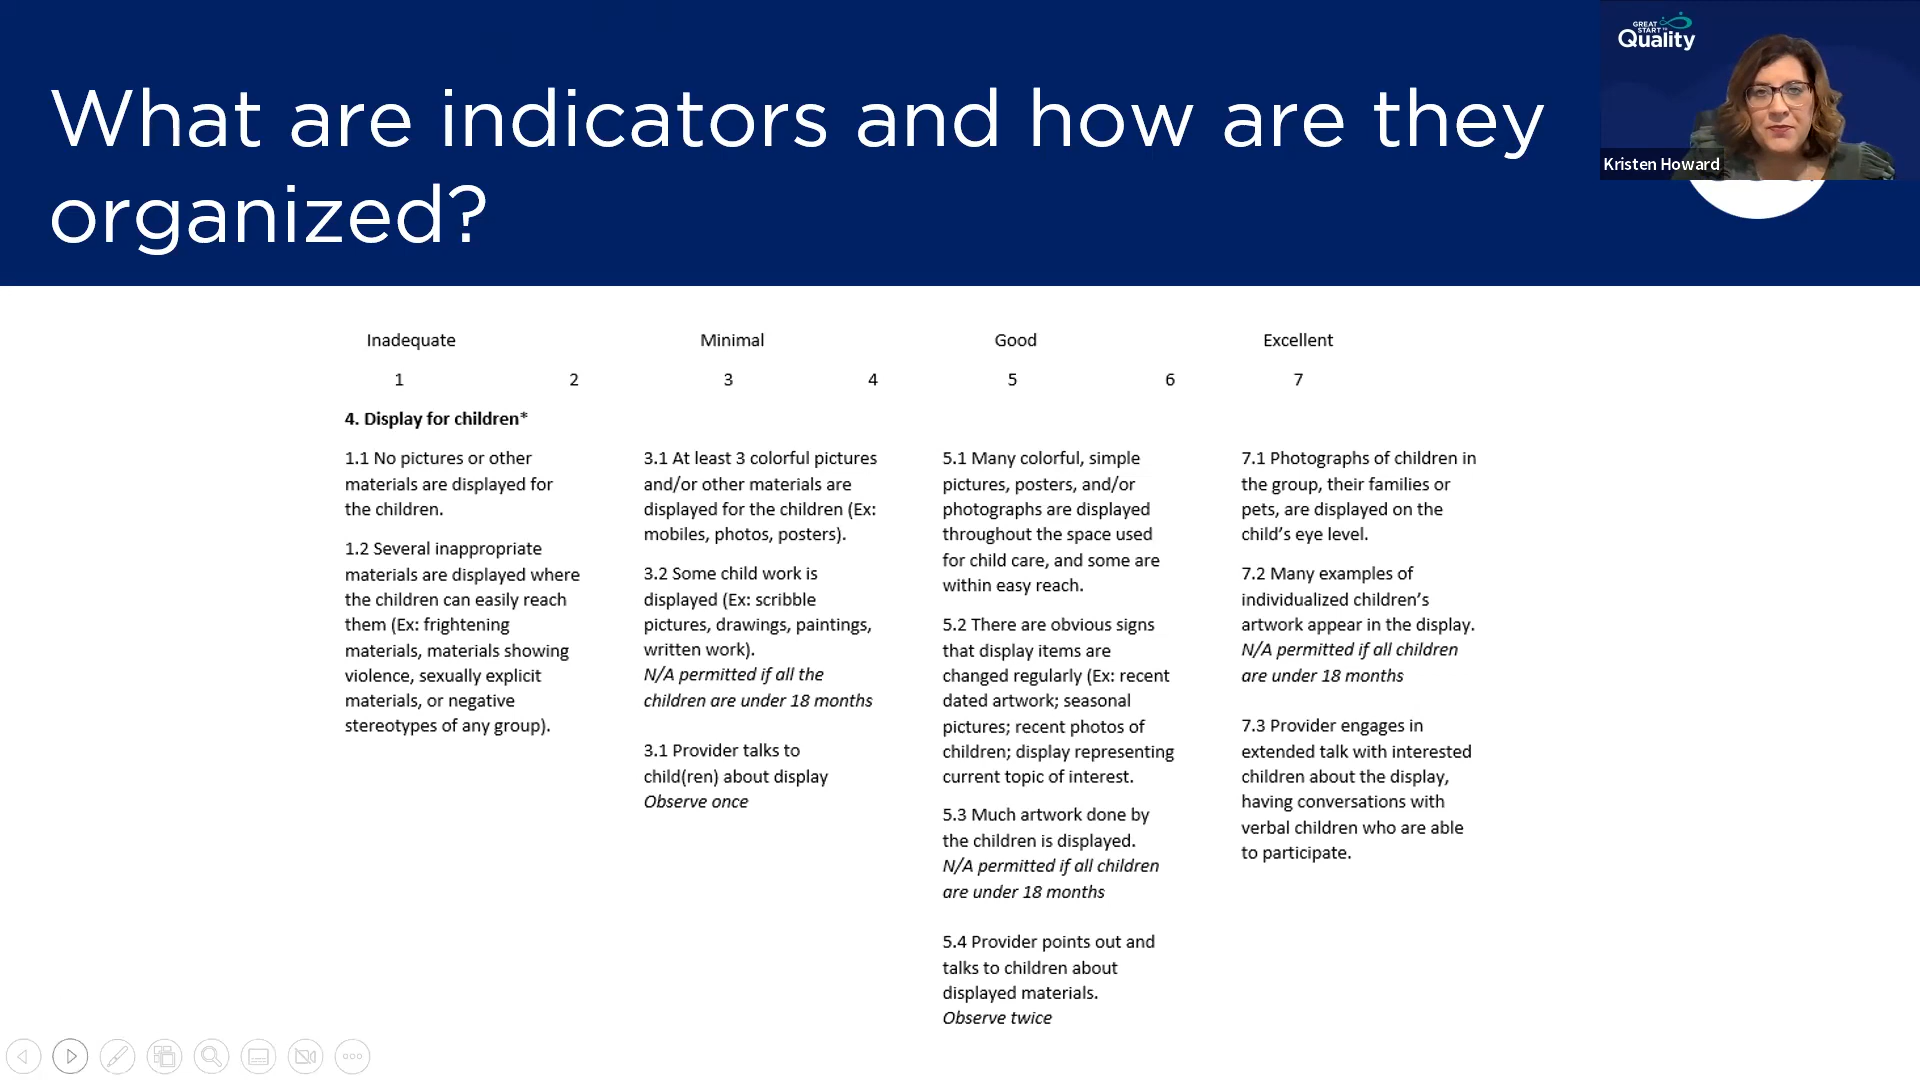 What are indicators and how are they
organized?
GREAT
START TO
Quality
Kristen Howard
Inadequate Minimal Good Excellent
1 2 3 4 5 6 7
4. Display for children*
1.1 No pictures or other
materials are displayed for
the children.
1.2 Several inappropriate
materials are displayed where
the children can easily reach
them (Ex: frightening
materials, materials showing
violence, sexually explicit
materials, or negative
stereotypes of any group).
3.1 At least 3 colorful pictures
and/or other materials are
displayed for the children (Ex:
mobiles, photos, posters).
3.2 Some child work is
displayed (Ex: scribble
pictures, drawings, paintings,
written work).
N/A permitted if all the
children are under 18 months
3.1 Provider talks to
child(ren) about display
Observe once
5.1 Many colorful, simple
pictures, posters, and/or
photographs are displayed
throughout the space used
for child care, and some are
within easy reach.
5.2 There are obvious signs
that display items are
changed regularly (Ex: recent
dated artwork; seasonal
pictures; recent photos of
children; display representing
current topic of interest.
5.3 Much artwork done by
the children is displayed.
N/A permitted if all children
are under 18 months
5.4 Provider points out and
talks to children about
displayed materials.
Observe twice
7.1 Photographs of children in
the group, their families or
pets, are displayed on the
child’s eye level.
7.2 Many examples of
individualized children’s
artwork appear in the display.
N/A permitted if all children
are under 18 months
7.3 Provider engages in
extended talk with interested
children about the display,
having conversations with
verbal children who are able
to participate.